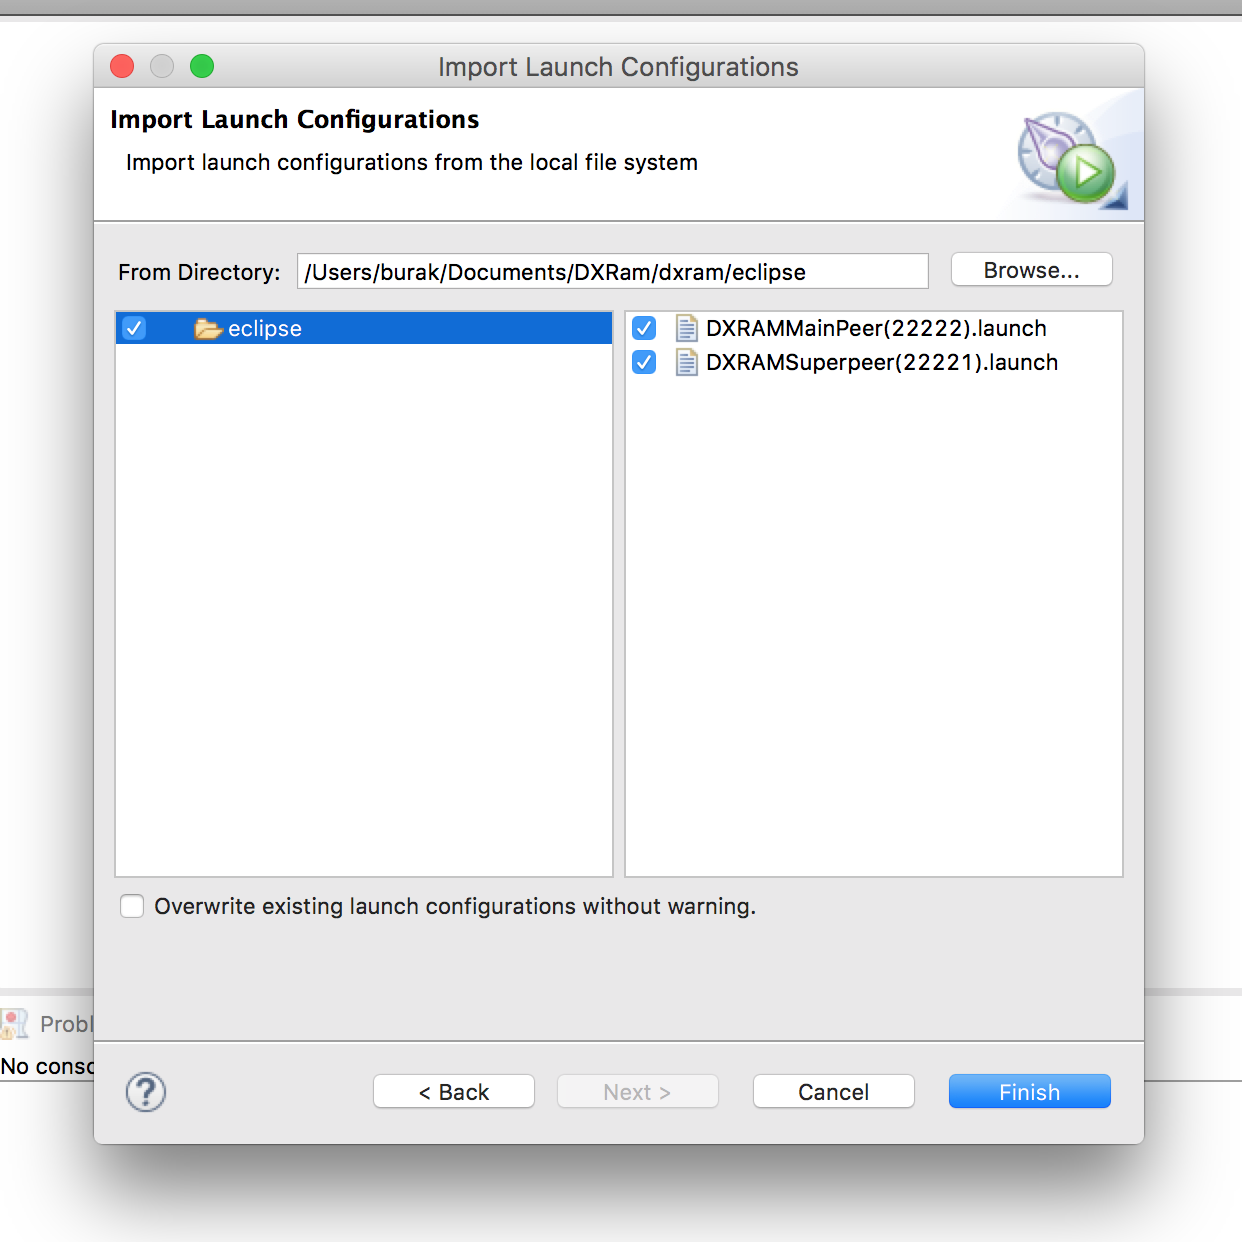 Import Launch Configurations
Import Launch Configurations
Import launch configurations from the local file system
From Directory: /Users/burak/Documents/DXRam/dxram/eclipse Browse...
eclipse
DXRAMMainPeer(22222).launch
DXRAMSuperpeer(22221).launch
Overwrite existing launch configurations without warning.
Probl
No conso
? < Back Next > Cancel Finish